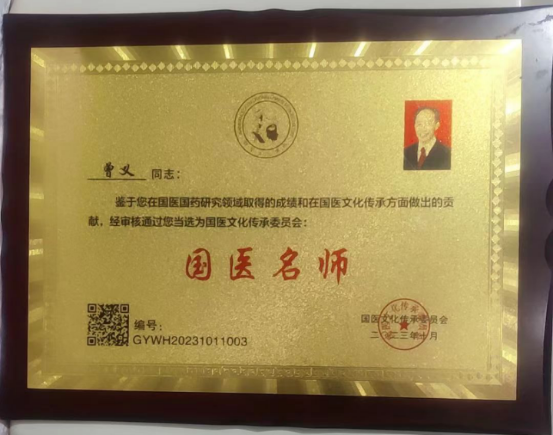 曹义 同志：
鉴于您在国医国药研究领域取得的成绩和在国医文化传承方面做出的贡
献，经审核通过您当选为国医文化传承委员会：
国医名师
编号：
GYWH20231011003
国医文化传承委员会
二〇二三年十月